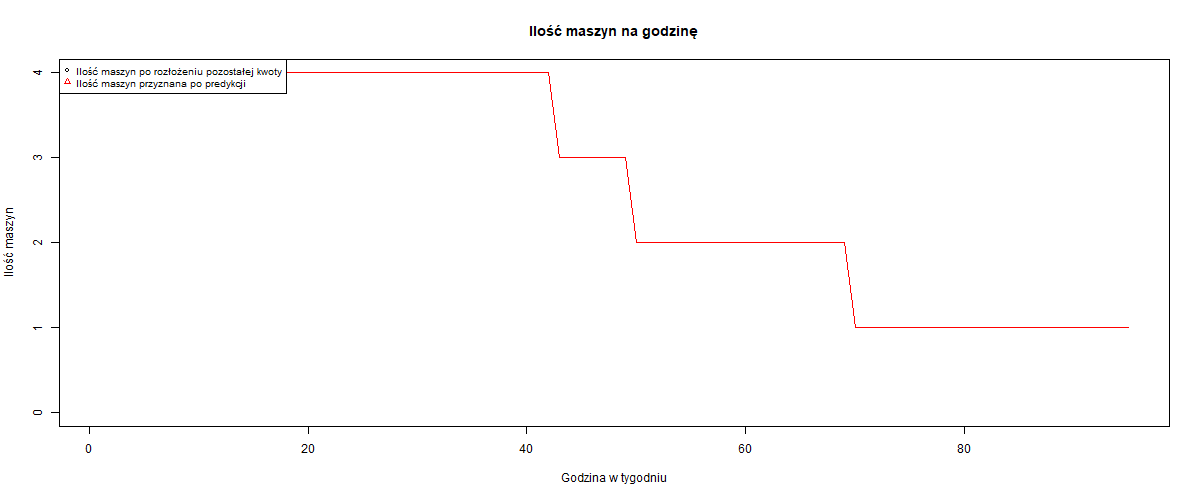 Ilość maszyn na godzinę
Ilość maszyn po rozłożeniu pozostałej kwoty
Ilość maszyn przyznana po predykcji
Ilość maszyn
4
3
2
1
0
0 20 40 60 80
Godzina w tygodniu